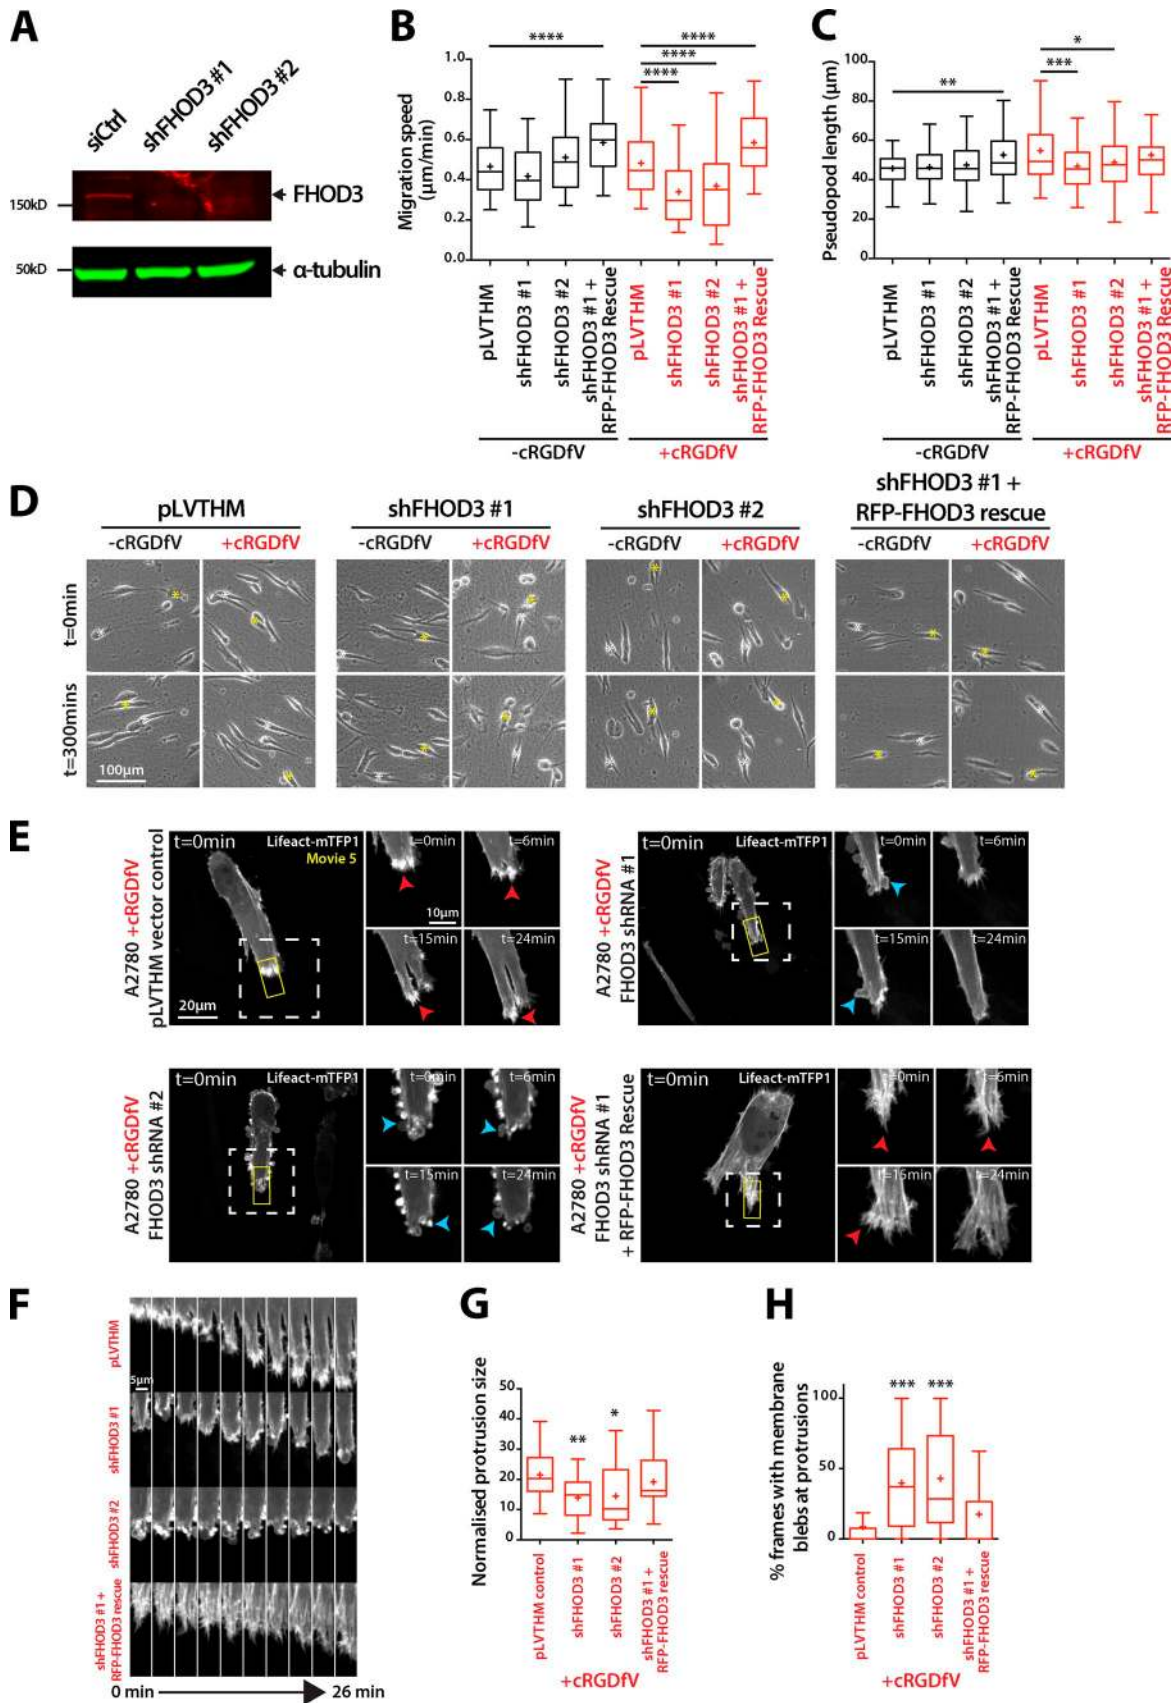 A
siCtrl
shFHOD3 #1
shFHOD3 #2
150kD
FHOD3
50kD
α-tubulin
B
****
****
****
****
Migration speed
(µm/min)
1.0
0.8
0.6
0.4
0.2
0.0
pLVTHM
shFHOD3 #1
shFHOD3 #2
shFHOD3 #1 +
RFP-FHOD3 Rescue
pLVTHM
shFHOD3 #1
shFHOD3 #2
shFHOD3 #1 +
RFP-FHOD3 Rescue
-cRGDfV
+cRGDfV
C
**
*
***
Pseudopod length (µm)
100
80
60
40
20
0
pLVTHM
shFHOD3 #1
shFHOD3 #2
shFHOD3 #1 +
RFP-FHOD3 Rescue
pLVTHM
shFHOD3 #1
shFHOD3 #2
shFHOD3 #1 +
RFP-FHOD3 Rescue
-cRGDfV
+cRGDfV
D
pLVTHM
shFHOD3 #1
shFHOD3 #2
shFHOD3 #1 +
RFP-FHOD3 rescue
-cRGDfV
+cRGDfV
-cRGDfV
+cRGDfV
-cRGDfV
+cRGDfV
-cRGDfV
+cRGDfV
t=0min
t=300mins
100µm
E
A2780 +cRGDfV
pLVTHM vector control
t=0min
Lifeact-mTFP1
Movie 5
20µm
t=0min
t=6min
10µm
t=15min
t=24min
A2780 +cRGDfV
FHOD3 shRNA #1
t=0min
Lifeact-mTFP1
t=0min
t=6min
t=15min
t=24min
A2780 +cRGDfV
FHOD3 shRNA #2
t=0min
Lifeact-mTFP1
t=0min
t=6min
t=15min
t=24min
A2780 +cRGDfV
FHOD3 shRNA #1
+ RFP-FHOD3 Rescue
t=0min
Lifeact-mTFP1
t=0min
t=6min
t=15min
t=24min
F
pLVTHM
5µm
shFHOD3 #1
shFHOD3 #2
shFHOD3 #1 +
RFP-FHOD3 rescue
0 min
26 min
G
Normalised protrusion size
50
40
30
20
10
0
**
*
pLVTHM control
shFHOD3 #1
shFHOD3 #2
shFHOD3 #1 +
RFP-FHOD3 rescue
+cRGDfV
H
% frames with membrane
blebs at protrusions
100
50
0
***
***
pLVTHM control
shFHOD3 #1
shFHOD3 #2
shFHOD3 #1 +
RFP-FHOD3 rescue
+cRGDfV